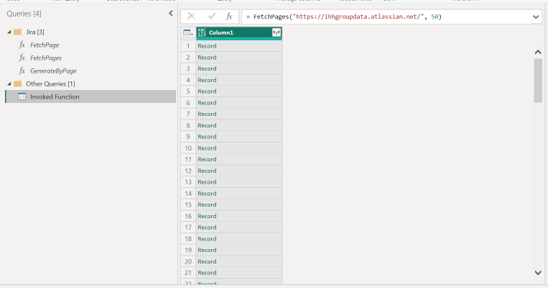 Queries [4]
= FetchPages("https://ihhgroupdata.atlassian.net/", 50)
Jira [3]
fx FetchPage
fx FetchPages
fx GenerateByPage
Other Queries [1]
Invoked Function
Column1
1 Record
2 Record
3 Record
4 Record
5 Record
6 Record
7 Record
8 Record
9 Record
10 Record
11 Record
12 Record
13 Record
14 Record
15 Record
16 Record
17 Record
18 Record
19 Record
20 Record
21 Record
22 Record